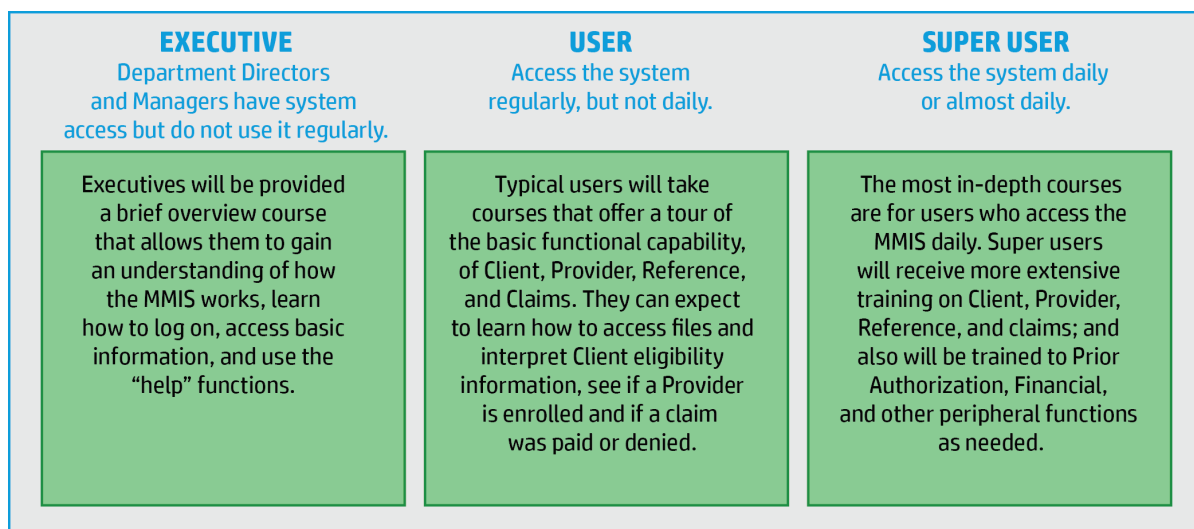 EXECUTIVE
Department Directors
and Managers have system
access but do not use it regularly.
Executives will be provided
a brief overview course
that allows them to gain
an understanding of how
the MMIS works, learn
how to log on, access basic
information, and use the
“help” functions.
USER
Access the system
regularly, but not daily.
Typical users will take
courses that offer a tour of
the basic functional capability,
of Client, Provider, Reference,
and Claims. They can expect
to learn how to access files and
interpret Client eligibility
information, see if a Provider
is enrolled and if a claim
was paid or denied.
SUPER USER
Access the system daily
or almost daily.
The most in-depth courses
are for users who access the
MMIS daily. Super users
will receive more extensive
training on Client, Provider,
Reference, and claims; and
also will be trained to Prior
Authorization, Financial,
and other peripheral functions
as needed.